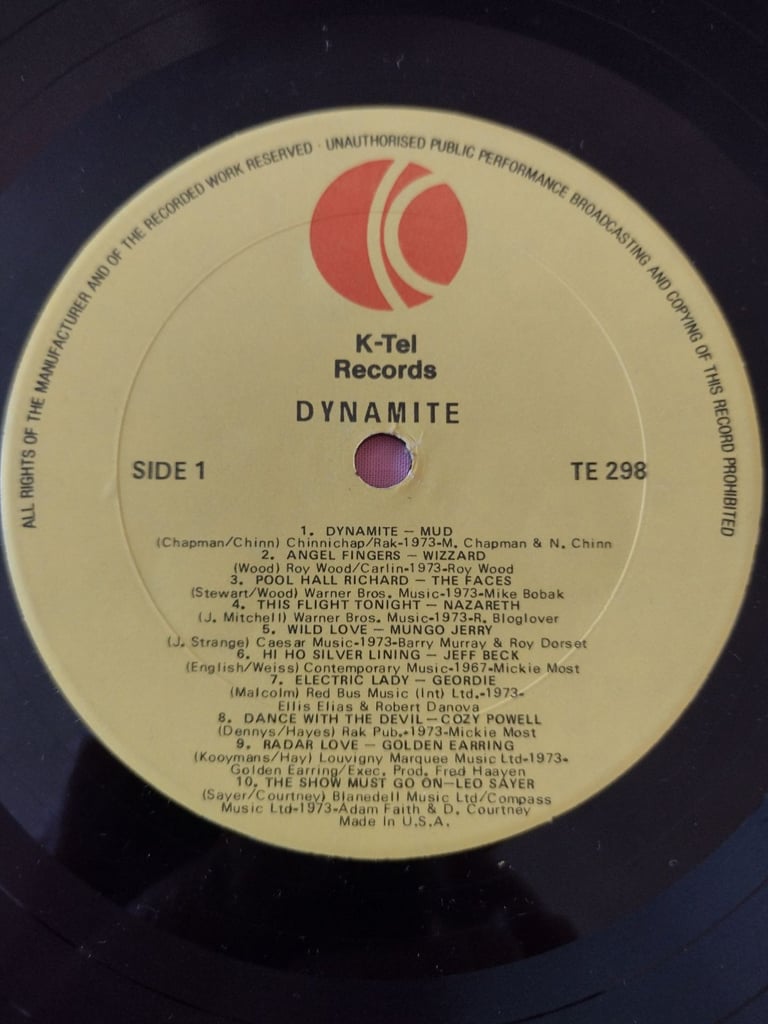 ALL RIGHTS OF THE MANUFACTURER AND OF THE RECORDED WORK RESERVED · UNAUTHORISED PUBLIC PERFORMANCE BROADCASTING AND COPYING OF THIS RECORD PROHIBITED
K-Tel
Records
DYNAMITE
SIDE 1
TE 298
1. DYNAMITE – MUD
(Chapman/Chinn) Chinnichap/Rak-1973-M. Chapman & N. Chinn
2. ANGEL FINGERS – WIZZARD
(Wood) Roy Wood/Carlin-1973-Roy Wood
3. POOL HALL RICHARD – THE FACES
(Stewart/Wood) Warner Bros. Music-1973-Mike Bobak
4. THIS FLIGHT TONIGHT – NAZARETH
(J. Mitchell) Warner Bros. Music-1973-R. Bloglover
5. WILD LOVE – MUNGO JERRY
(J. Strange) Caesar Music-1973-Barry Murray & Roy Dorset
6. HI HO SILVER LINING – JEFF BECK
(English/Weiss) Contemporary Music-1967-Mickie Most
7. ELECTRIC LADY – GEORDIE
(Malcolm) Red Bus Music (Int) Ltd.-1973-
Ellis Elias & Robert Danova
8. DANCE WITH THE DEVIL – COZY POWELL
(Dennys/Hayes) Rak Pub.-1973-Mickie Most
9. RADAR LOVE – GOLDEN EARRING
(Kooymans/Hay) Louvigny Marquee Music Ltd-1973-
Golden Earring/Exec. Prod. Fred Haayen
10. THE SHOW MUST GO ON–LEO SAYER
(Sayer/Courtney) Blanedell Music Ltd/Compass
Music Ltd-1973-Adam Faith & D. Courtney
Made In U.S.A.